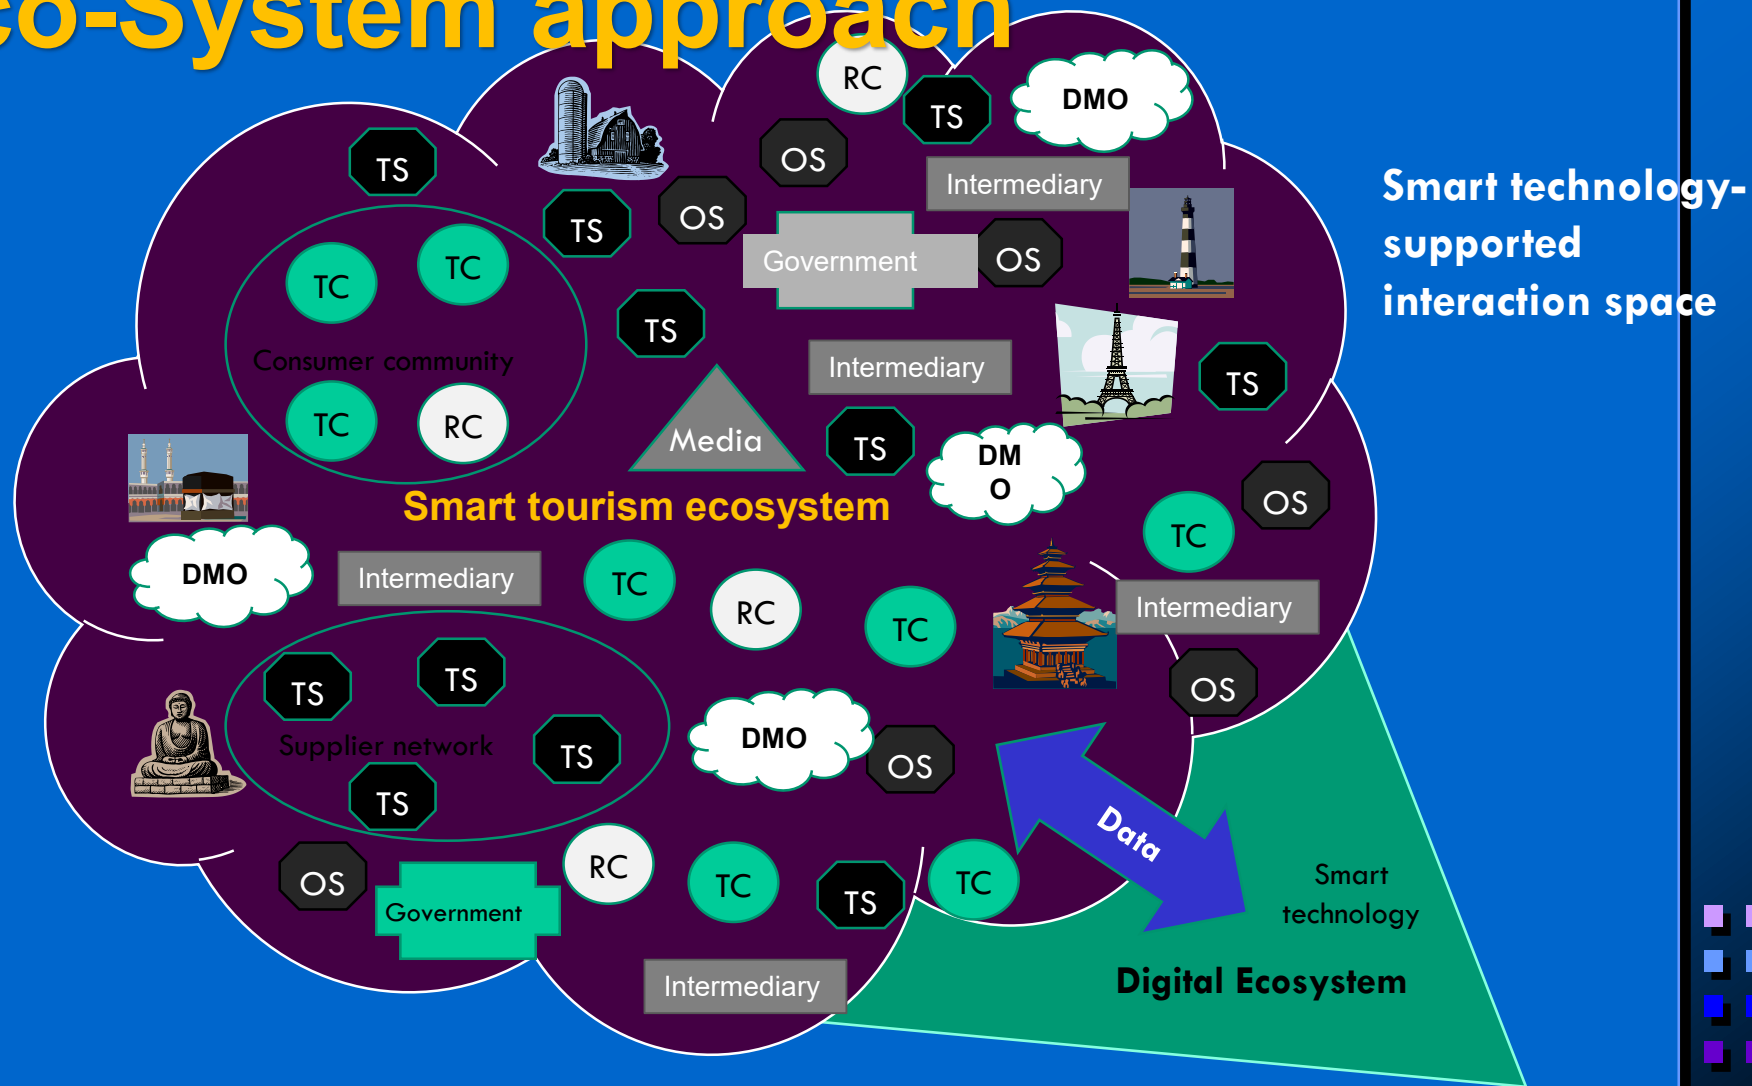 co-System approach
RC
TS
DMO
TS
OS
Intermediary
Smart technology-
supported
interaction space
TS
OS
Government
OS
TC
TC
TS
Consumer community
Intermediary
TS
TC
RC
Media
TS
DM
O
OS
Smart tourism ecosystem
TC
DMO
Intermediary
TC
RC
TC
Intermediary
TS
TS
OS
Supplier network
TS
DMO
OS
TS
Data
OS
Government
RC
TC
TS
TC
Smart
technology
Intermediary
Digital Ecosystem